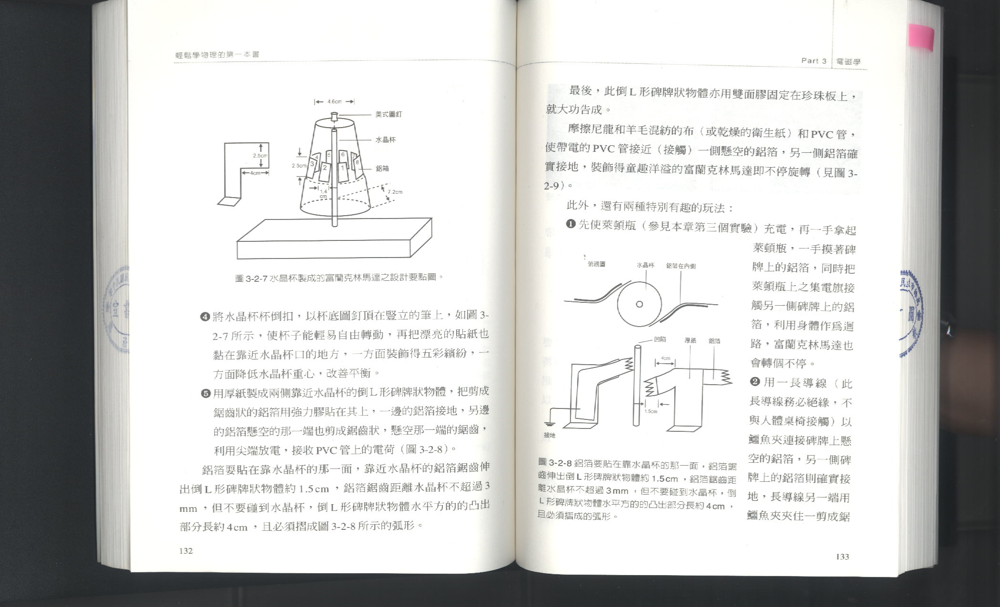 輕鬆學物理的第一本書
4.6cm
美式圖釘
水晶杯
2.5cm
4cm
2.5cm
4
5
6
7
3
2
1
8
鋁箱
1.4
cm
7.2cm
圖 3-2-7 水晶杯製成的富蘭克林馬達之設計要點圖。
❹將水晶杯杯倒扣，以杯底圖釘頂在豎立的筆上，如圖 3-
2-7 所示，使杯子能輕易自由轉動，再把漂亮的貼紙也
黏在靠近水晶杯口的地方，一方面裝飾得五彩繽紛，一
方面降低水晶杯重心，改善平衡。
❺用厚紙製成兩側靠近水晶杯的倒L形碑牌狀物體，把剪成
鋸齒狀的鋁箔用強力膠貼在其上，一邊的鋁箔接地，另邊
的鋁箔懸空的那一端也剪成鋸齒狀，懸空那一端的鋸齒，
利用尖端放電，接收 PVC 管上的電荷（圖 3-2-8）。
鋁箔要貼在靠水晶杯的那一面，靠近水晶杯的鋁箔鋸齒伸
出倒 L 形碑牌狀物體約 1.5cm，鋁箔鋸齒距離水晶杯不超過 3
mm，但不要碰到水晶杯，倒 L 形碑牌狀物體水平方的的凸出
部分長約 4cm，且必須摺成圖 3-2-8 所示的弧形。
132
Part 3 電磁學
最後，此倒 L 形碑牌狀物體亦用雙面膠固定在珍珠板上，
就大功告成。
摩擦尼龍和羊毛混紡的布（或乾燥的衛生紙）和 PVC 管，
使帶電的 PVC 管接近（接觸）一側懸空的鋁箔，另一側鋁箔確
實接地，裝飾得童趣洋溢的富蘭克林馬達即不停旋轉（見圖 3-
2-9）。
此外，還有兩種特別有趣的玩法：
❶先使萊頓瓶（參見本章第三個實驗）充電，再一手拿起
萊頓瓶，一手摸著碑
牌上的鋁箔，同時把
萊頓瓶上之集電旗接
觸另一側碑牌上的鋁
箔，利用身體作為迴
路，富蘭克林馬達也
會轉個不停。
❷用一長導線（此
長導線務必絕緣，不
與人體桌椅接觸）以
鱷魚夾連接碑牌上懸
空的鋁箔，另一側碑
牌上的鋁箔則確實接
地，長導線另一端用
鱷魚夾夾住一剪成鋸
俯視圖
水晶杯
鋁箔在內側
凹陷
厚紙
鋁箔
4cm
1.5cm
接地
圖 3-2-8 鋁箔要貼在靠水晶杯的那一面，鋁箔鋸
齒伸出倒 L 形碑牌狀物體約 1.5cm，鋁箔鋸齒距
離水晶杯不超過 3mm，但不要碰到水晶杯，倒
L 形碑牌狀物體水平方的的凸出部分長約 4cm，
且必須摺成的弧形。
133